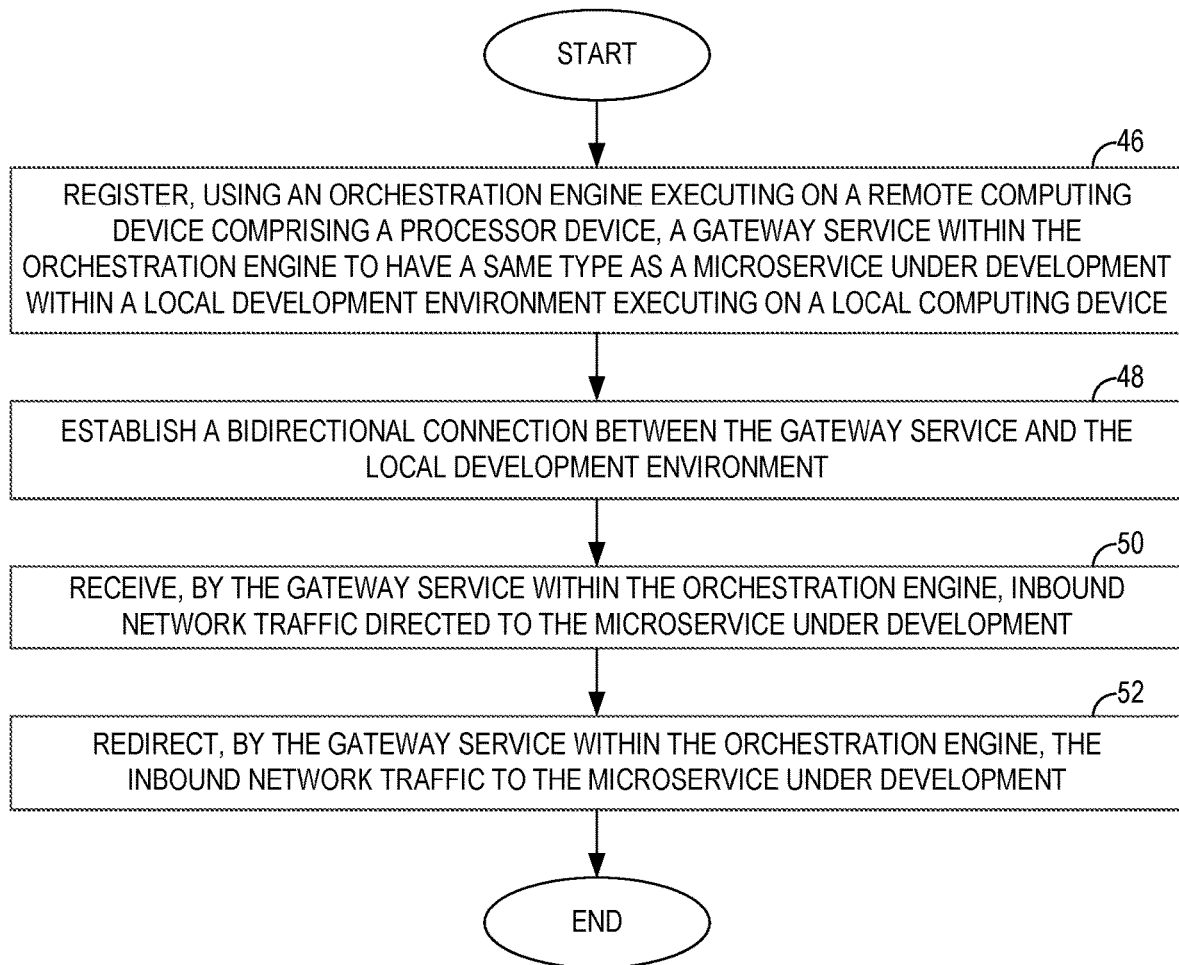 START
46
REGISTER, USING AN ORCHESTRATION ENGINE EXECUTING ON A REMOTE COMPUTING
DEVICE COMPRISING A PROCESSOR DEVICE, A GATEWAY SERVICE WITHIN THE
ORCHESTRATION ENGINE TO HAVE A SAME TYPE AS A MICROSERVICE UNDER DEVELOPMENT
WITHIN A LOCAL DEVELOPMENT ENVIRONMENT EXECUTING ON A LOCAL COMPUTING DEVICE
48
ESTABLISH A BIDIRECTIONAL CONNECTION BETWEEN THE GATEWAY SERVICE AND THE
LOCAL DEVELOPMENT ENVIRONMENT
50
RECEIVE, BY THE GATEWAY SERVICE WITHIN THE ORCHESTRATION ENGINE, INBOUND
NETWORK TRAFFIC DIRECTED TO THE MICROSERVICE UNDER DEVELOPMENT
52
REDIRECT, BY THE GATEWAY SERVICE WITHIN THE ORCHESTRATION ENGINE, THE
INBOUND NETWORK TRAFFIC TO THE MICROSERVICE UNDER DEVELOPMENT
END